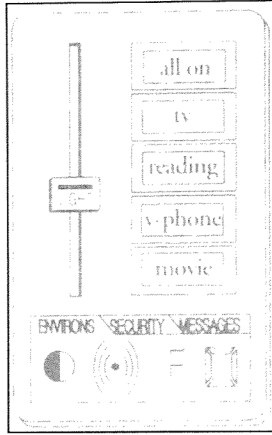 all on
tv
reading
v-phone
movie
ENVIRONS SECURITY MESSAGES